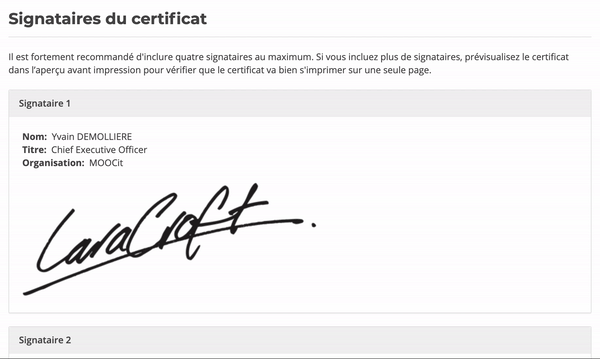 Signataires du certificat
Il est fortement recommandé d'inclure quatre signataires au maximum. Si vous incluez plus de signataires, prévisualisez le certificat
dans l'aperçu avant impression pour vérifier que le certificat va bien s'imprimer sur une seule page.
Signataire 1
Nom: Yvain DEMOLLIERE
Titre: Chief Executive Officer
Organisation: MOOCit
Lara Croft.
Signataire 2